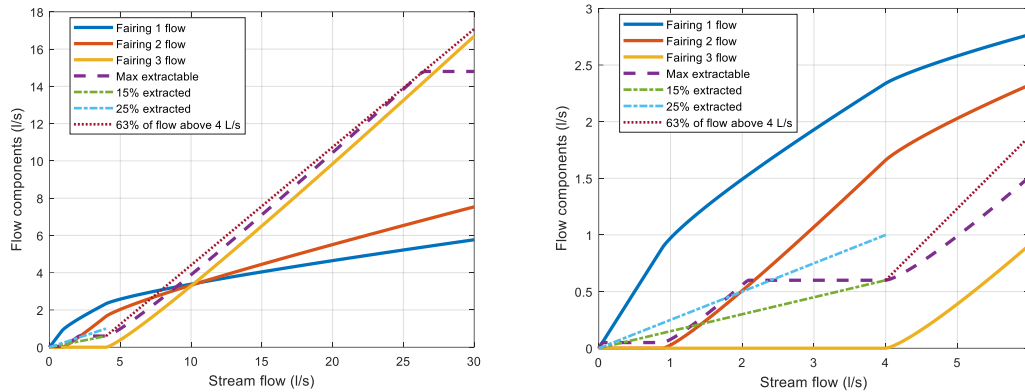 18
16
14
12
10
8
6
4
2
0
Flow components (l/s)
Fairing 1 flow
Fairing 2 flow
Fairing 3 flow
Max extractable
15% extracted
25% extracted
63% of flow above 4 L/s
0 5 10 15 20 25 30
Stream flow (l/s)
3
2.5
2
1.5
1
0.5
0
Flow components (l/s)
Fairing 1 flow
Fairing 2 flow
Fairing 3 flow
Max extractable
15% extracted
25% extracted
63% of flow above 4 L/s
0 1 2 3 4 5
Stream flow (l/s)